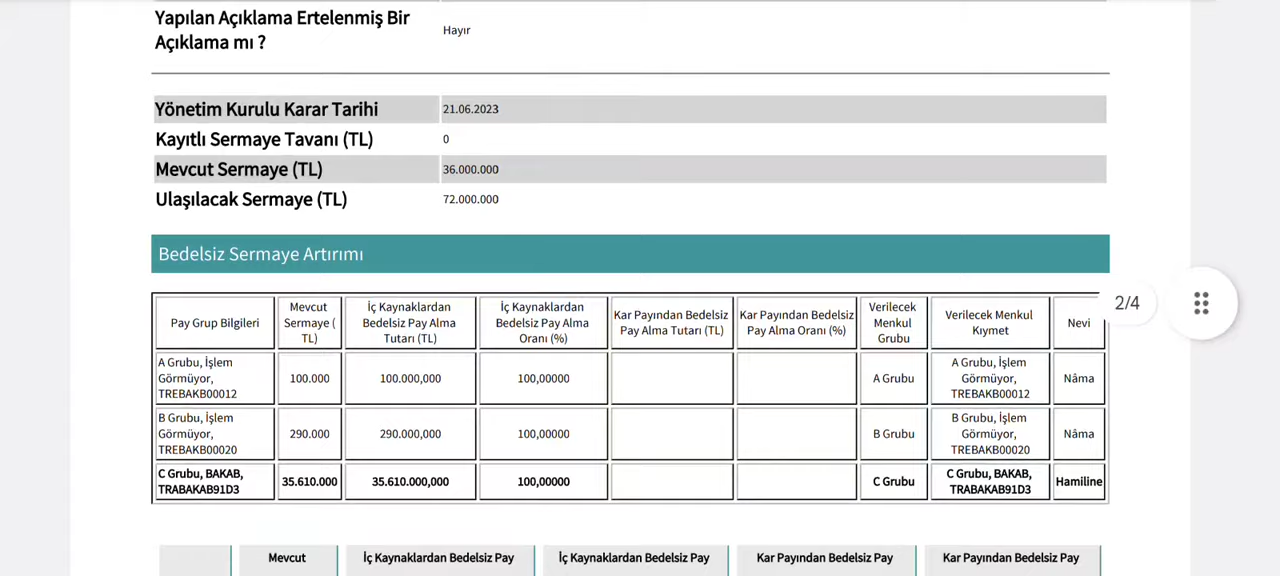 Yapılan Açıklama Ertelenmiş Bir
Açıklama mı ?
Hayır
Yönetim Kurulu Karar Tarihi 21.06.2023
Kayıtlı Sermaye Tavanı (TL) 0
Mevcut Sermaye (TL) 36.000.000
Ulaşılacak Sermaye (TL) 72.000.000
Bedelsiz Sermaye Artırımı
Pay Grup Bilgileri
Mevcut
Sermaye (
TL)
İç Kaynaklardan
Bedelsiz Pay Alma
Tutarı (TL)
İç Kaynaklardan
Bedelsiz Pay Alma
Oranı (%)
Kar Payından Bedelsiz
Pay Alma Tutarı (TL)
Kar Payından Bedelsiz
Pay Alma Oranı (%)
Verilecek
Menkul
Grubu
Verilecek Menkul
Kıymet
Nevi
2/4
A Grubu, İşlem
Görmüyor,
TREBAKB00012
100.000
100.000,000
100,00000
A Grubu
A Grubu, İşlem
Görmüyor,
TREBAKB00012
Nâma
B Grubu, İşlem
Görmüyor,
TREBAKB00020
290.000
290.000,000
100,00000
B Grubu
B Grubu, İşlem
Görmüyor,
TREBAKB00020
Nâma
C Grubu, BAKAB,
TRABAKAB91D3
35.610.000
35.610.000,000
100,00000
C Grubu
C Grubu, BAKAB,
TRABAKAB91D3
Hamiline
Mevcut
İç Kaynaklardan Bedelsiz Pay
İç Kaynaklardan Bedelsiz Pay
Kar Payından Bedelsiz Pay
Kar Payından Bedelsiz Pay